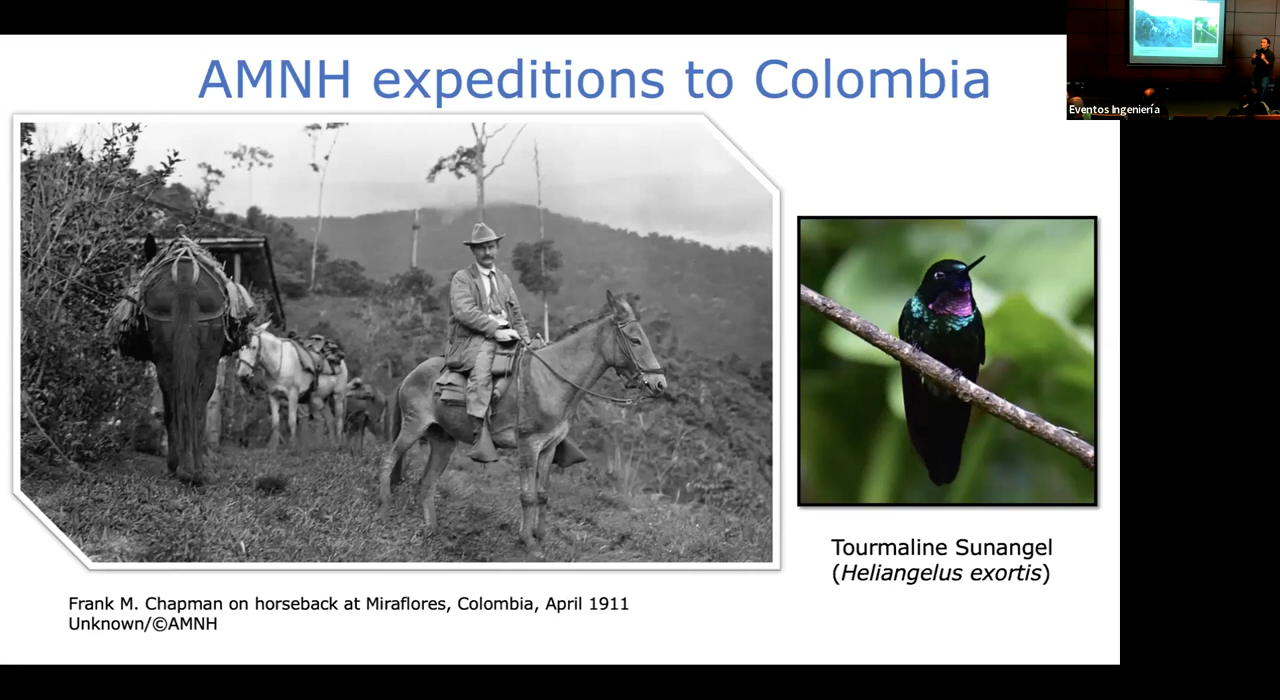 AMNH expeditions to Colombia
Eventos Ingeniería
Tourmaline Sunangel
(Heliangelus exortis)
Frank M. Chapman on horseback at Miraflores, Colombia, April 1911
Unknown/©AMNH